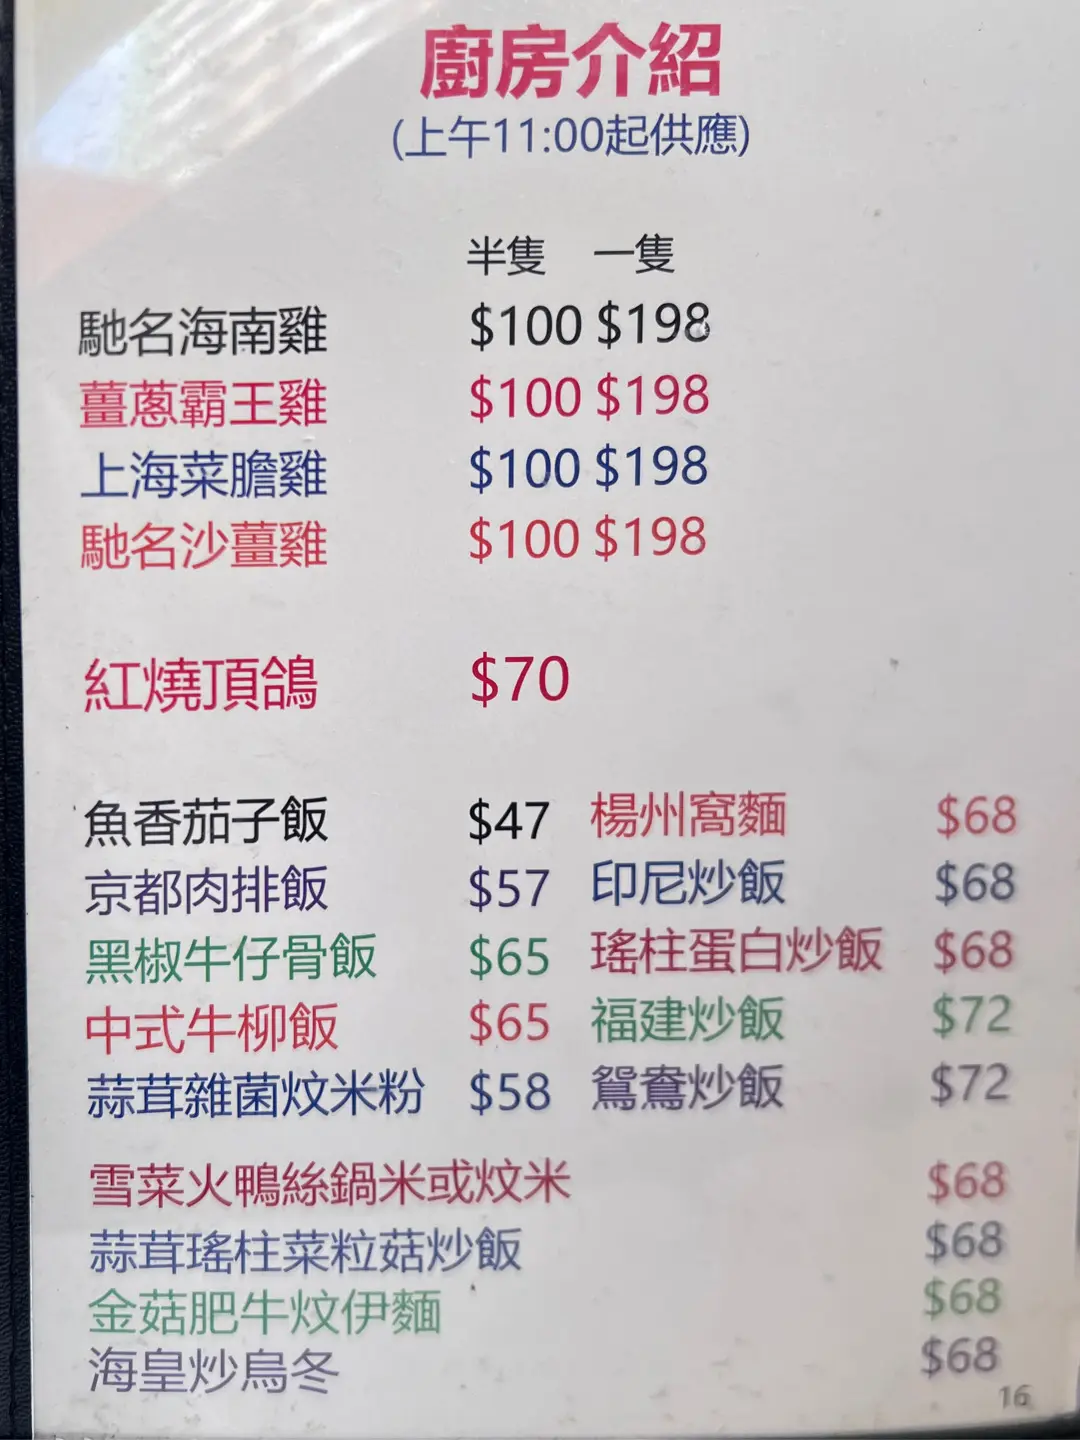 廚房介紹
(上午11:00起供應)
半隻 一隻
馳名海南雞 $100 $198
薑蔥霸王雞 $100 $198
上海菜膽雞 $100 $198
馳名沙薑雞 $100 $198
紅燒頂鴿 $70
魚香茄子飯 $47 楊州窩麵 $68
京都肉排飯 $57 印尼炒飯 $68
黑椒牛仔骨飯 $65 瑤柱蛋白炒飯 $68
中式牛柳飯 $65 福建炒飯 $72
蒜茸雜菌炆米粉 $58 鴛鴦炒飯 $72
雪菜火鴨絲鍋米或炆米 $68
蒜茸瑤柱菜粒菇炒飯 $68
金菇肥牛炆伊麵 $68
海皇炒烏冬 $68
16